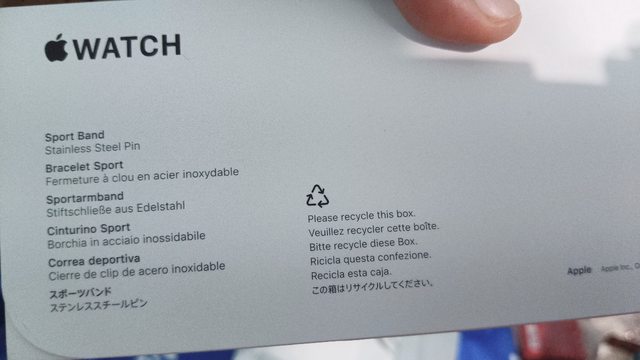 WATCH
Sport Band
Stainless Steel Pin
Bracelet Sport
Fermeture à clou en acier inoxydable
Sportarmband
Stiftschließe aus Edelstahl
Cinturino Sport
Borchia in acciaio inossidabile
Correa deportiva
Cierre de clip de acero inoxidable
スポーツバンド
ステンレススチールピン
Please recycle this box.
Veuillez recycler cette boîte.
Bitte recycle diese Box.
Ricicla questa confezione.
Recicla esta caja.
この箱はリサイクルしてください。
Apple Apple Inc.,